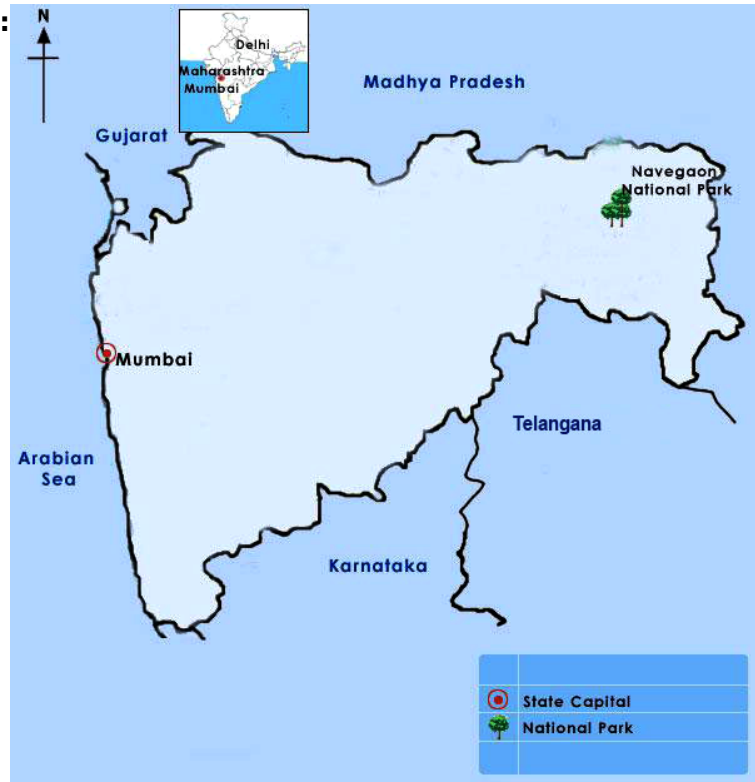 :
N
Delhi
Maharashtra
Mumbai
Madhya Pradesh
Gujarat
Navegaon
National Park
Mumbai
Telangana
Arabian
Sea
Karnataka
State Capital
National Park